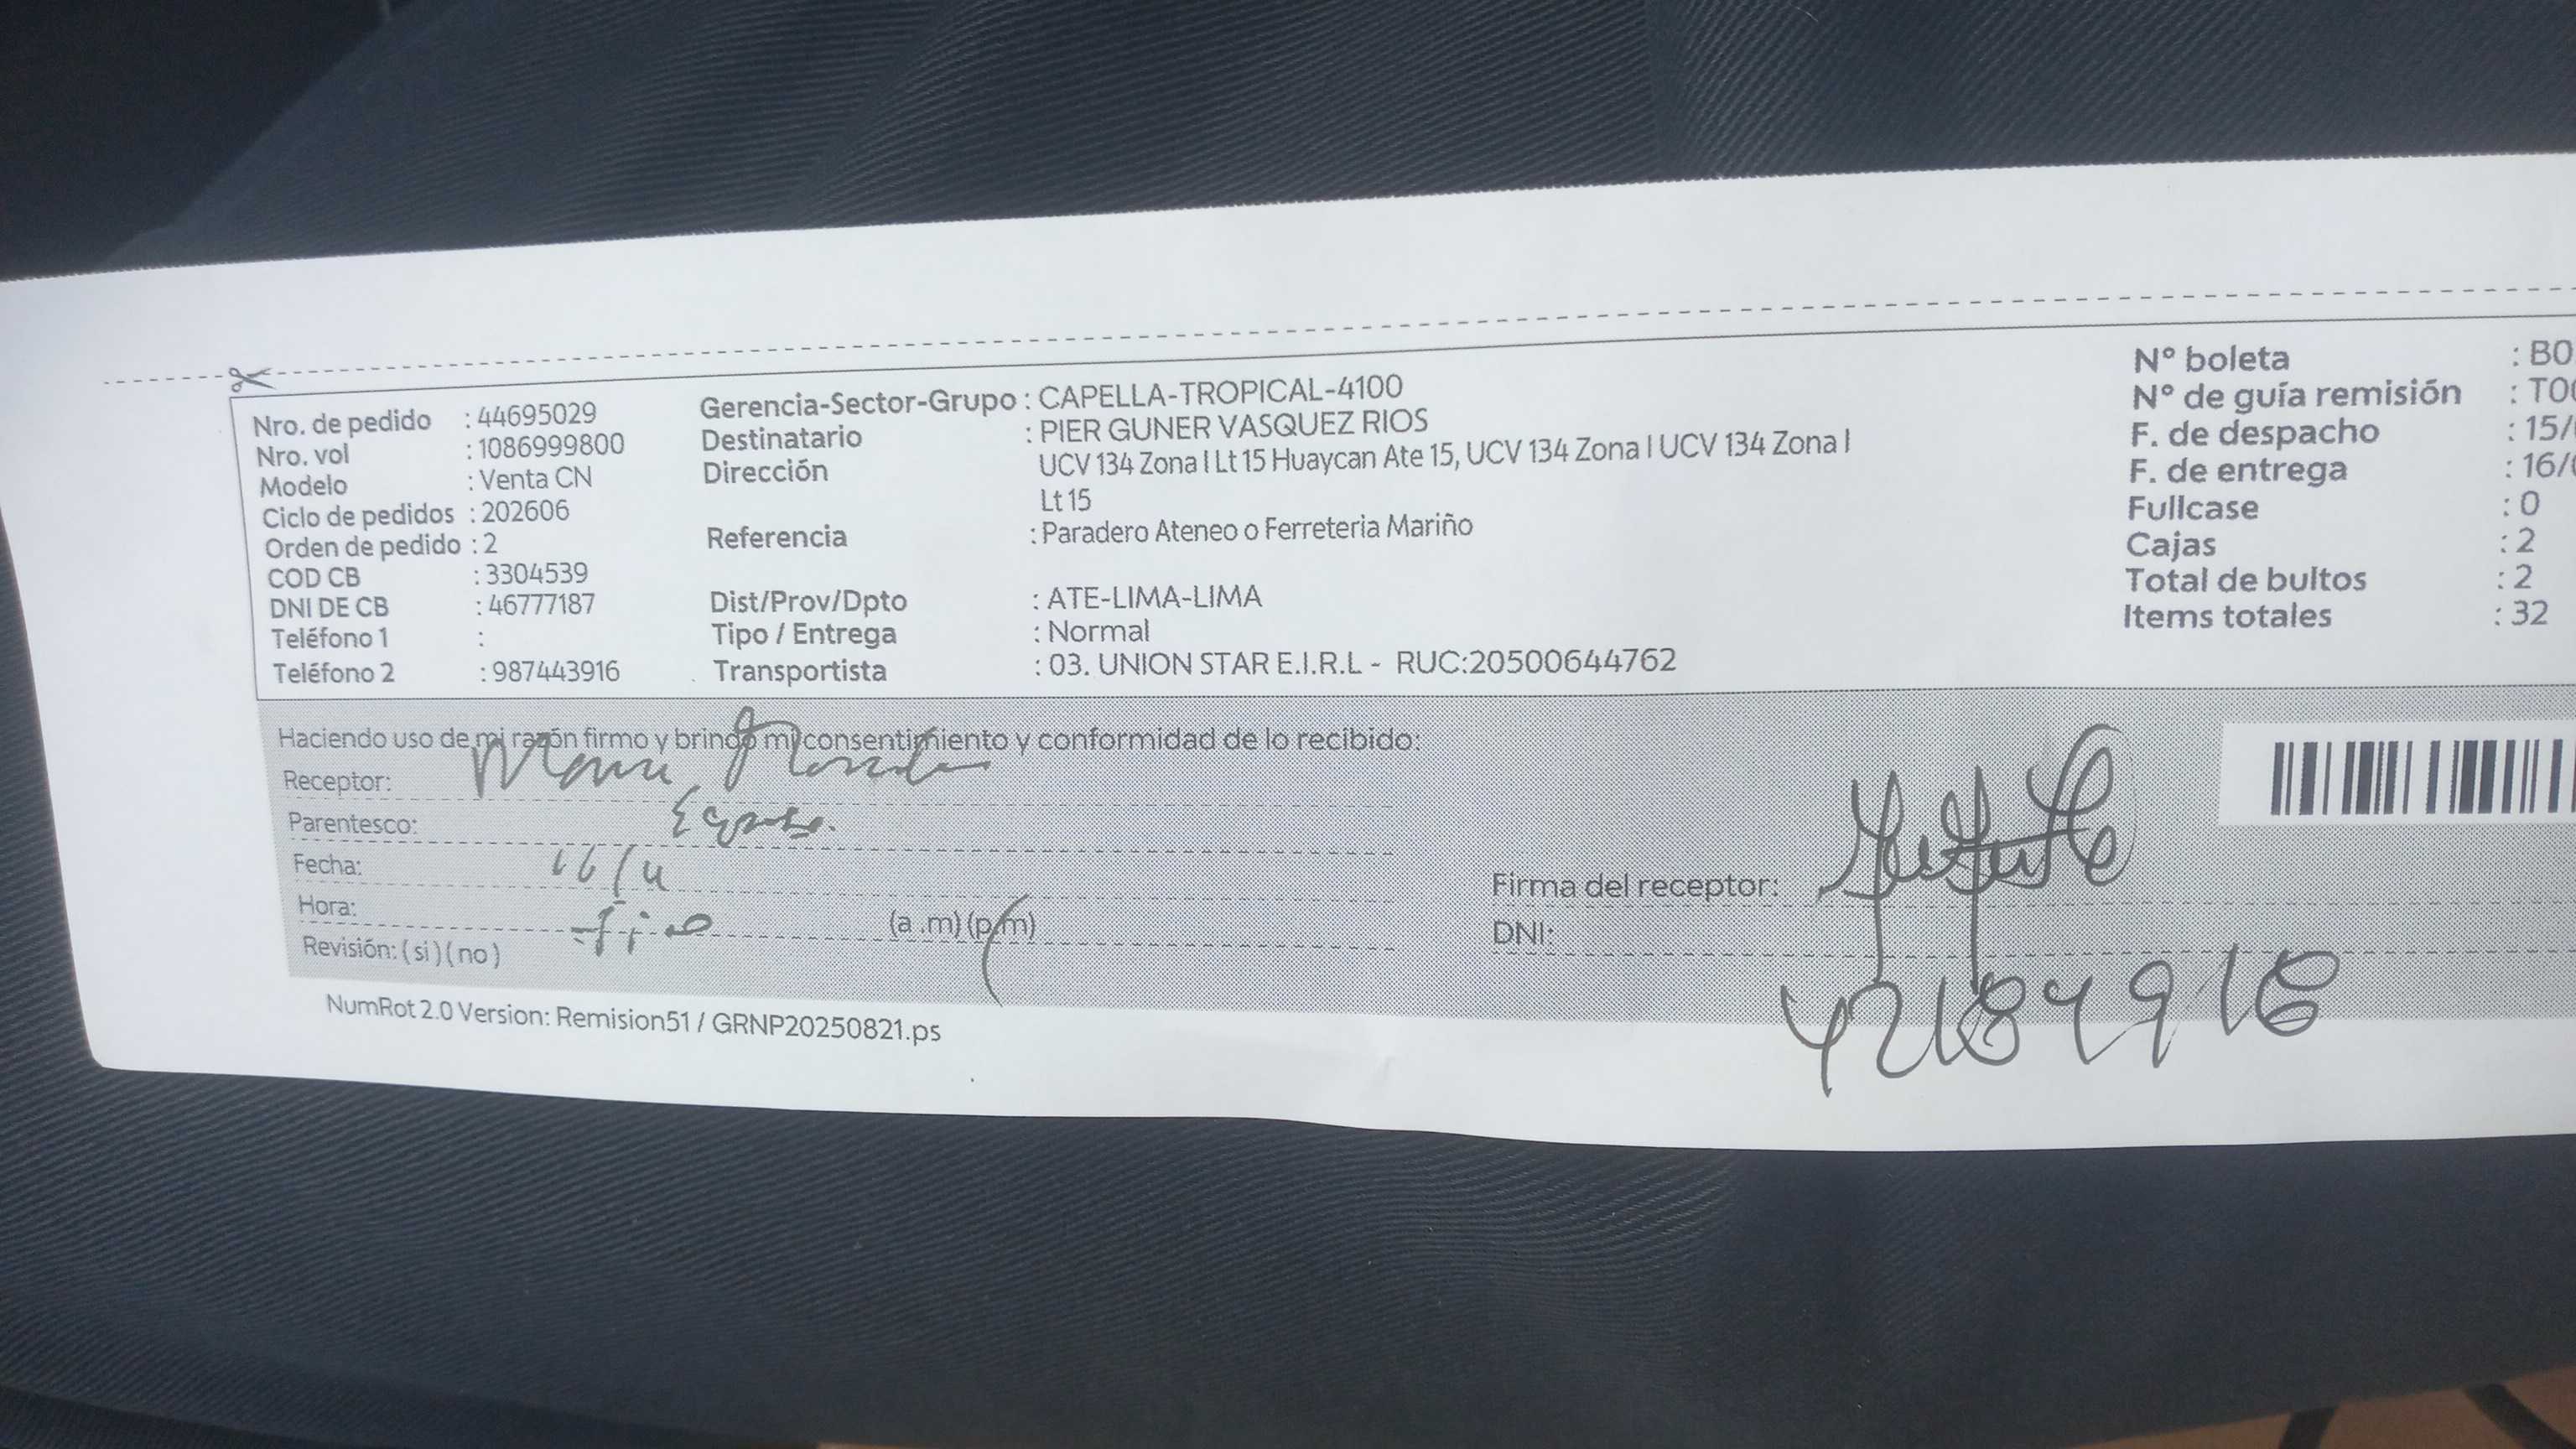 Nro. de pedido : 44695029
Nro. vol : 1086999800
Modelo : Venta CN
Ciclo de pedidos : 202606
Orden de pedido : 2
COD CB : 3304539
DNI DE CB : 46777187
Teléfono 1 :
Teléfono 2 : 987443916
Gerencia-Sector-Grupo : CAPELLA-TROPICAL-4100
Destinatario : PIER GUNER VASQUEZ RIOS
Dirección UCV 134 Zona I Lt 15 Huaycan Ate 15, UCV 134 Zona I UCV 134 Zona I
Lt 15
Referencia : Paradero Ateneo o Ferreteria Mariño
Dist/Prov/Dpto : ATE-LIMA-LIMA
Tipo / Entrega : Normal
Transportista : 03. UNION STAR E.I.R.L - RUC:20500644762
N° boleta : B0
N° de guía remisión : T00
F. de despacho : 15/
F. de entrega : 16/
Fullcase : 0
Cajas : 2
Total de bultos : 2
Items totales : 32
Haciendo uso de mi razón firmo y brindo mi consentimiento y conformidad de lo recibido:
Receptor:
Parentesco:
Fecha: 16/4
Hora: (a .m) (p.m)
Revisión: ( si ) ( no )
Firma del receptor:
DNI: 42184916
NumRot 2.0 Version: Remision51 / GRNP20250821.ps